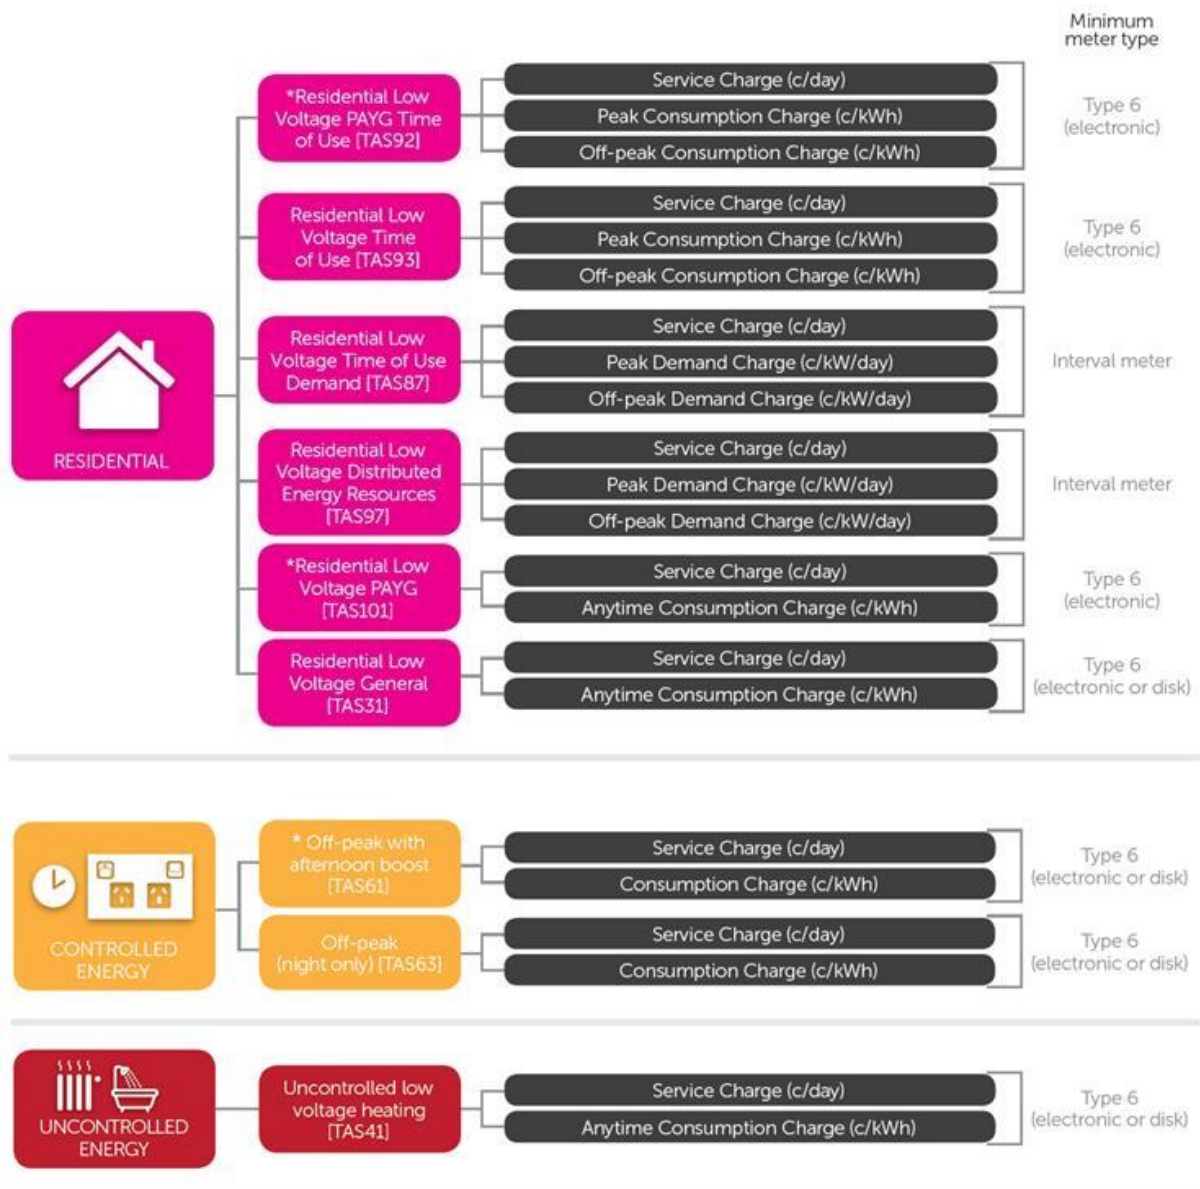 Minimum
meter type
RESIDENTIAL
*Residential Low
Voltage PAYG Time
of Use [TAS92]
Service Charge (c/day)
Peak Consumption Charge (c/kWh)
Off-peak Consumption Charge (c/kWh)
Type 6
(electronic)
Residential Low
Voltage Time
of Use [TAS93]
Service Charge (c/day)
Peak Consumption Charge (c/kWh)
Off-peak Consumption Charge (c/kWh)
Type 6
(electronic)
Residential Low
Voltage Time of Use
Demand [TAS87]
Service Charge (c/day)
Peak Demand Charge (c/kW/day)
Off-peak Demand Charge (c/kW/day)
Interval meter
Residential Low
Voltage Distributed
Energy Resources
[TAS97]
Service Charge (c/day)
Peak Demand Charge (c/kW/day)
Off-peak Demand Charge (c/kW/day)
Interval meter
*Residential Low
Voltage PAYG
[TAS101]
Service Charge (c/day)
Anytime Consumption Charge (c/kWh)
Type 6
(electronic)
Residential Low
Voltage General
[TAS31]
Service Charge (c/day)
Anytime Consumption Charge (c/kWh)
Type 6
(electronic or disk)
CONTROLLED
ENERGY
* Off-peak with
afternoon boost
[TAS61]
Service Charge (c/day)
Consumption Charge (c/kWh)
Type 6
(electronic or disk)
Off-peak
(night only) [TAS63]
Service Charge (c/day)
Consumption Charge (c/kWh)
Type 6
(electronic or disk)
UNCONTROLLED
ENERGY
Uncontrolled low
voltage heating
[TAS41]
Service Charge (c/day)
Anytime Consumption Charge (c/kWh)
Type 6
(electronic or disk)